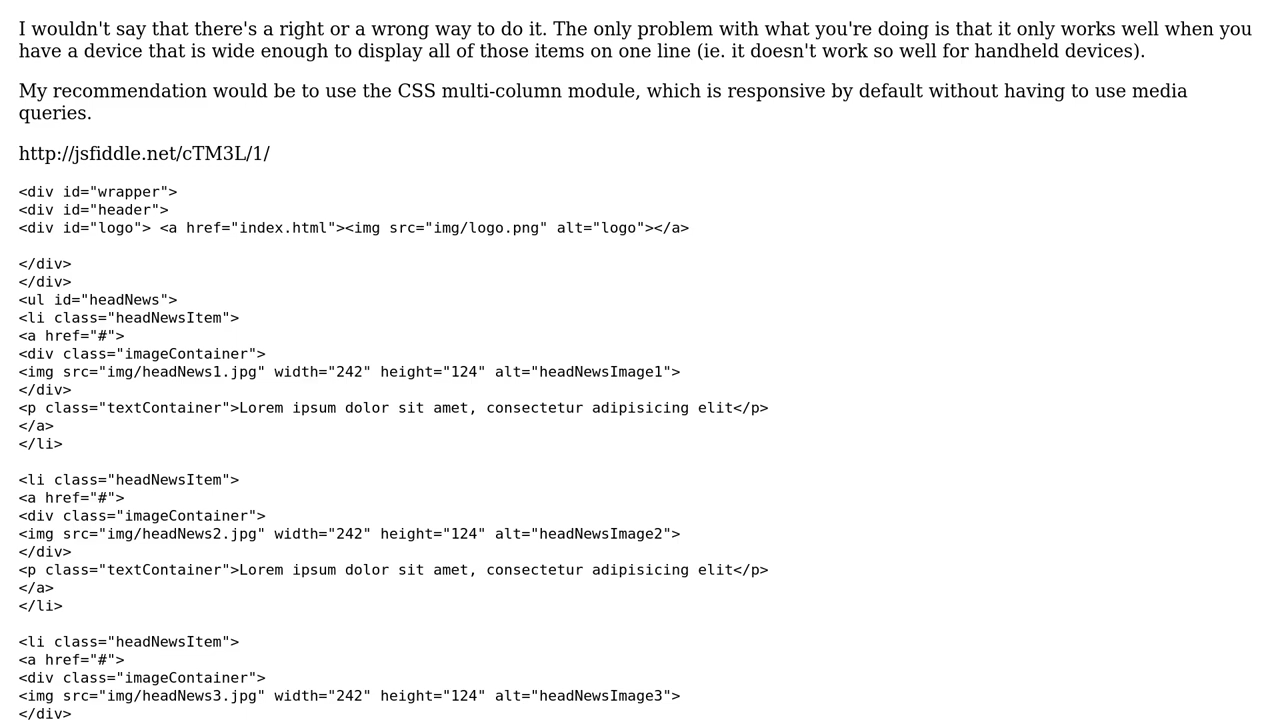 I wouldn't say that there's a right or a wrong way to do it. The only problem with what you're doing is that it only works well when you
have a device that is wide enough to display all of those items on one line (ie. it doesn't work so well for handheld devices).
My recommendation would be to use the CSS multi-column module, which is responsive by default without having to use media
queries.
http://jsfiddle.net/cTM3L/1/
<div id="wrapper">
<div id="header">
<div id="logo"> <a href="index.html"><img src="img/logo.png" alt="logo"></a>
</div>
</div>
<ul id="headNews">
<li class="headNewsItem">
<a href="#">
<div class="imageContainer">
<img src="img/headNews1.jpg" width="242" height="124" alt="headNewsImage1">
</div>
<p class="textContainer">Lorem ipsum dolor sit amet, consectetur adipisicing elit</p>
</a>
</li>
<li class="headNewsItem">
<a href="#">
<div class="imageContainer">
<img src="img/headNews2.jpg" width="242" height="124" alt="headNewsImage2">
</div>
<p class="textContainer">Lorem ipsum dolor sit amet, consectetur adipisicing elit</p>
</a>
</li>
<li class="headNewsItem">
<a href="#">
<div class="imageContainer">
<img src="img/headNews3.jpg" width="242" height="124" alt="headNewsImage3">
</div>